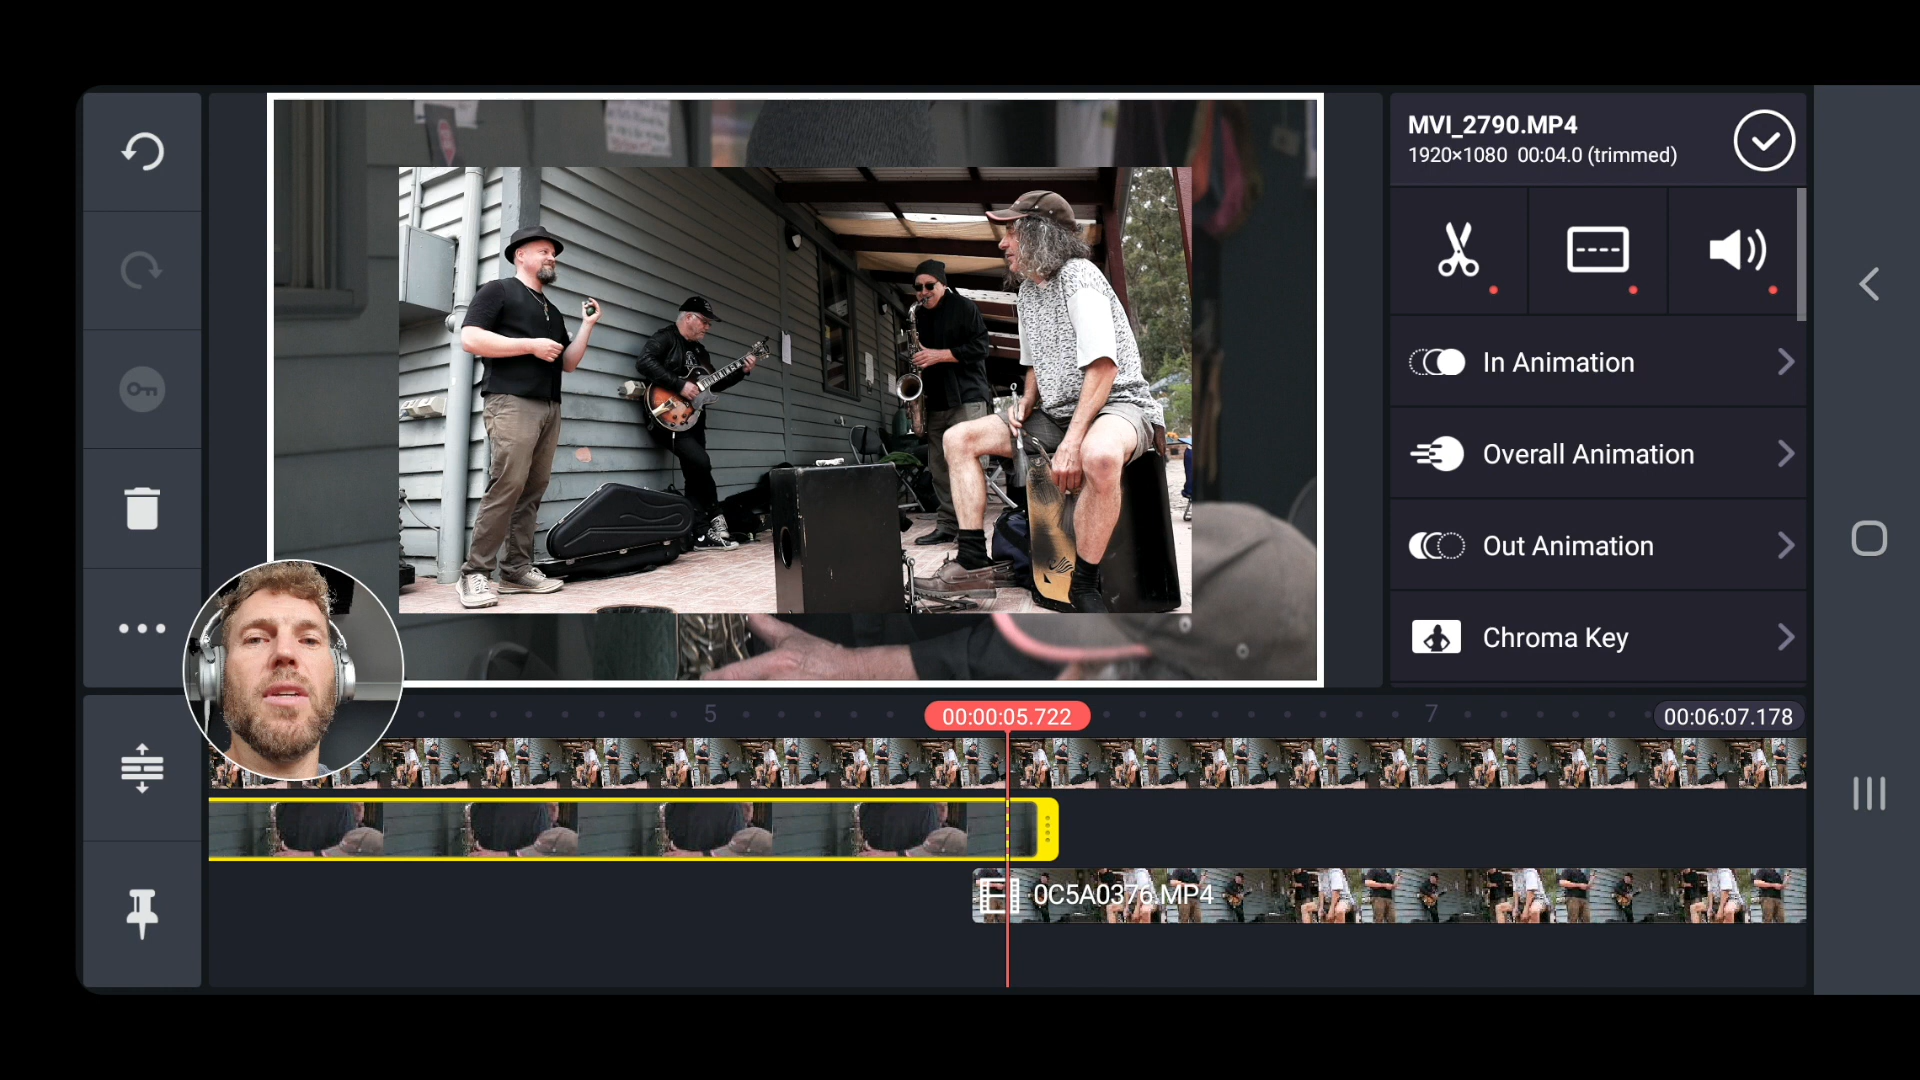 MVI_2790.MP4
1920×1080 00:04.0 (trimmed)
In Animation
Overall Animation
Out Animation
Chroma Key
5
00:00:05.722
7
00:06:07.178
0C5A0376.MP4